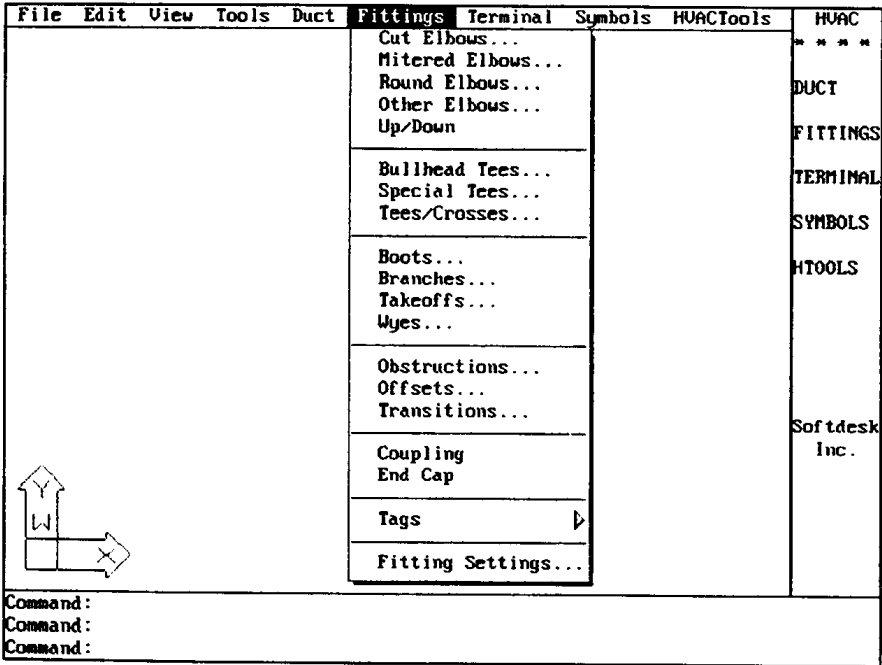 File Edit View Tools Duct Fittings Terminal Symbols HVACTools HVAC
* * * *
Cut Elbows...
Mitered Elbows...
Round Elbows...
Other Elbows...
Up/Down
Bullhead Tees...
Special Tees...
Tees/Crosses...
Boots...
Branches...
Takeoffs...
Wyes...
Obstructions...
Offsets...
Transitions...
Coupling
End Cap
Tags
Fitting Settings...
DUCT
FITTINGS
TERMINAL
SYMBOLS
HTOOLS
Softdesk
Inc.
Y
W
X
Command:
Command:
Command: